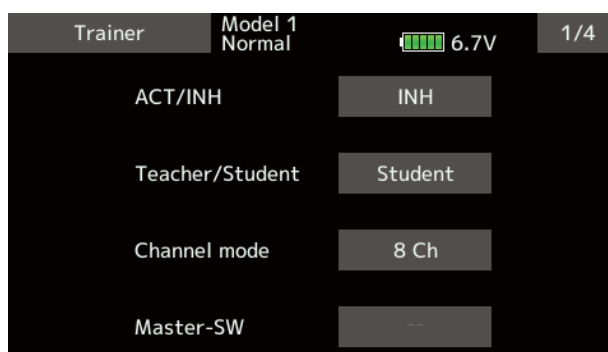 Trainer
Model 1
Normal
6.7V
1/4
ACT/INH
INH
Teacher/Student
Student
Channel mode
8 Ch
Master-SW
--